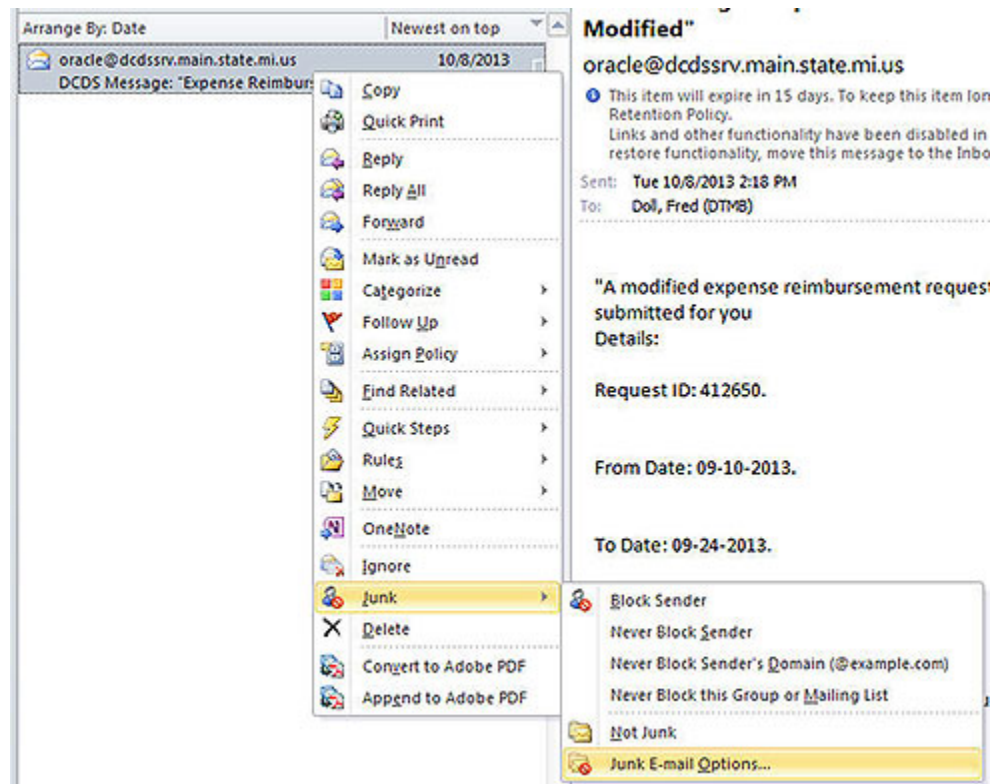 Arrange By: Date
Newest on top
oracle@dcdssrv.main.state.mi.us
10/8/2013
DCDS Message: "Expense Reimburs
Copy
Quick Print
Reply
Reply All
Forward
Mark as Unread
Categorize
Follow Up
Assign Policy
Find Related
Quick Steps
Rules
Move
OneNote
Ignore
Junk
Delete
Convert to Adobe PDF
Append to Adobe PDF
Modified"
oracle@dcdssrv.main.state.mi.us
This item will expire in 15 days. To keep this item lon
Retention Policy.
Links and other functionality have been disabled in
restore functionality, move this message to the Inbo
Sent: Tue 10/8/2013 2:18 PM
To: Doll, Fred (DTMB)
"A modified expense reimbursement request
submitted for you
Details:
Request ID: 412650.
From Date: 09-10-2013.
To Date: 09-24-2013.
Block Sender
Never Block Sender
Never Block Sender's Domain (@example.com)
Never Block this Group or Mailing List
Not Junk
Junk E-mail Options...